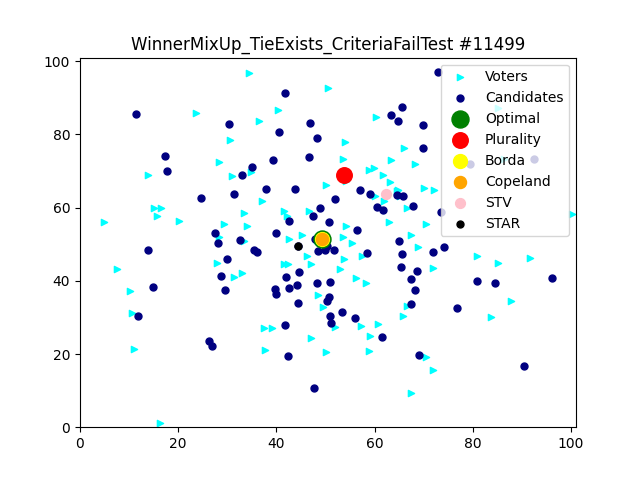 WinnerMixUp_TieExists_CriteriaFailTest #11499
100
80
60
40
20
0
0
20
40
60
80
100
Voters
Candidates
Optimal
Plurality
Borda
Copeland
STV
STAR